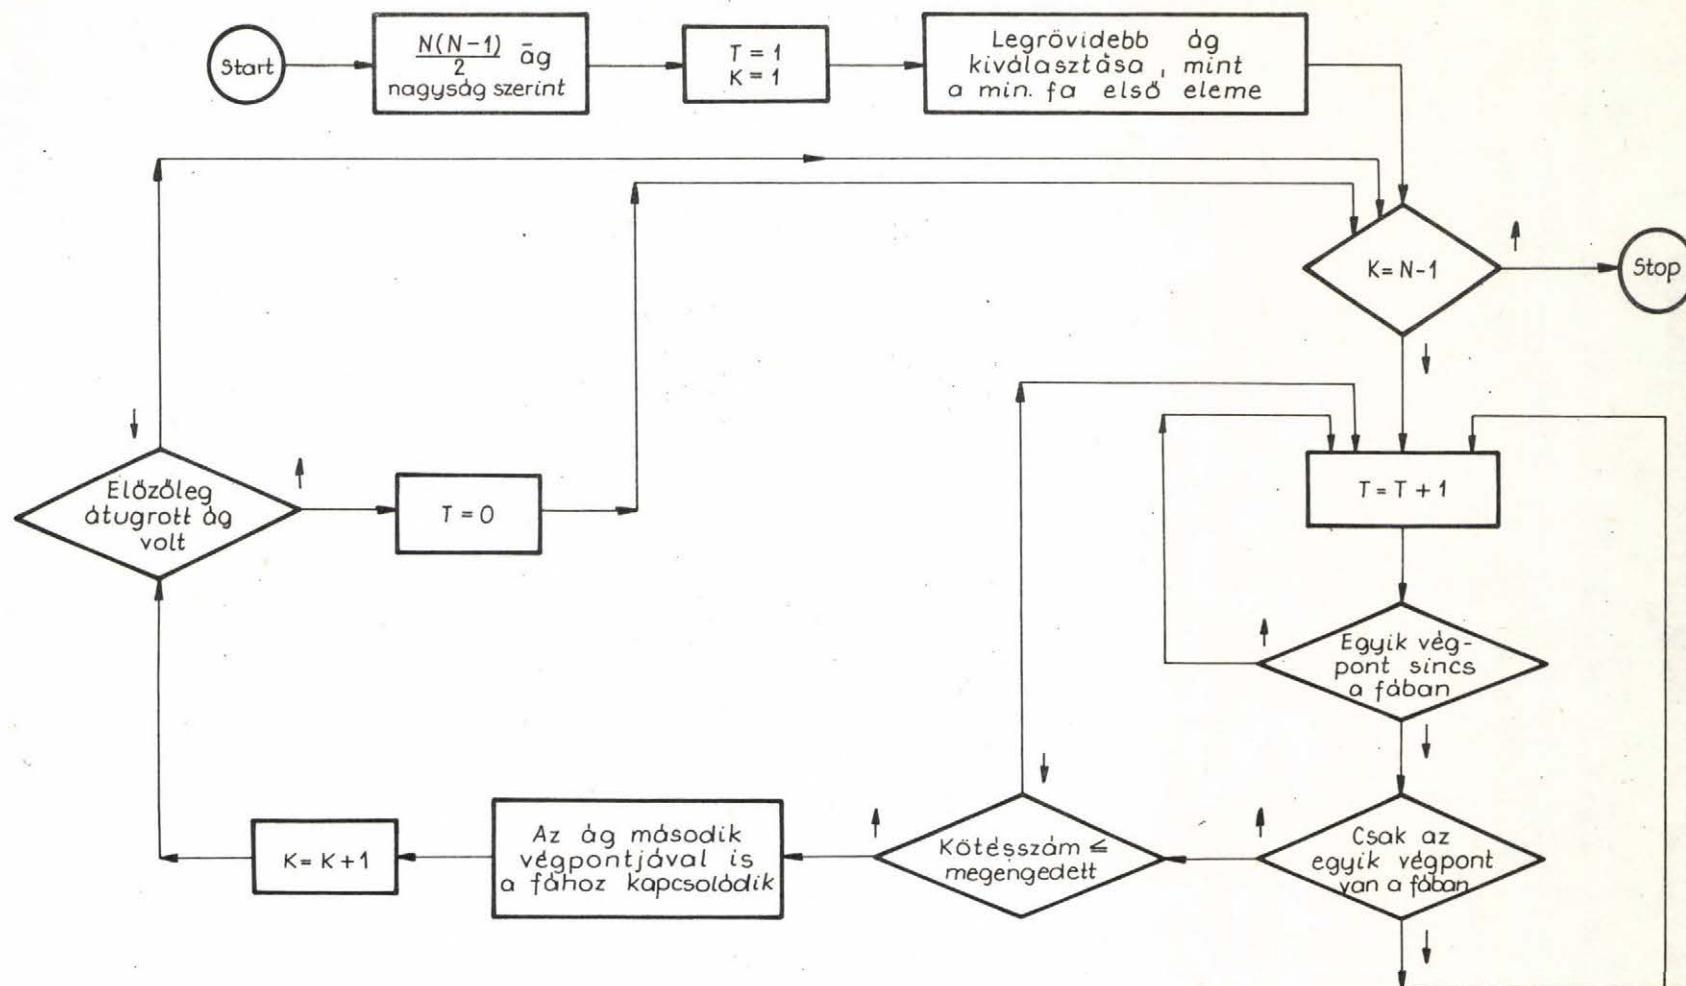 Start
N(N-1)
2
ág
nagyság szerint
T = 1
K = 1
Legrövidebb ág
kiválasztása, mint
a min. fa első eleme
K = N-1
Stop
Előzőleg
átugrott ág
volt
T = 0
T = T + 1
Egyik vég-
pont sincs
a fában
Az ág második
végpontjával is
a fához kapcsolódik
K = K + 1
Kötésszám ≦
megengedett
Csak az
egyik végpont
van a fában